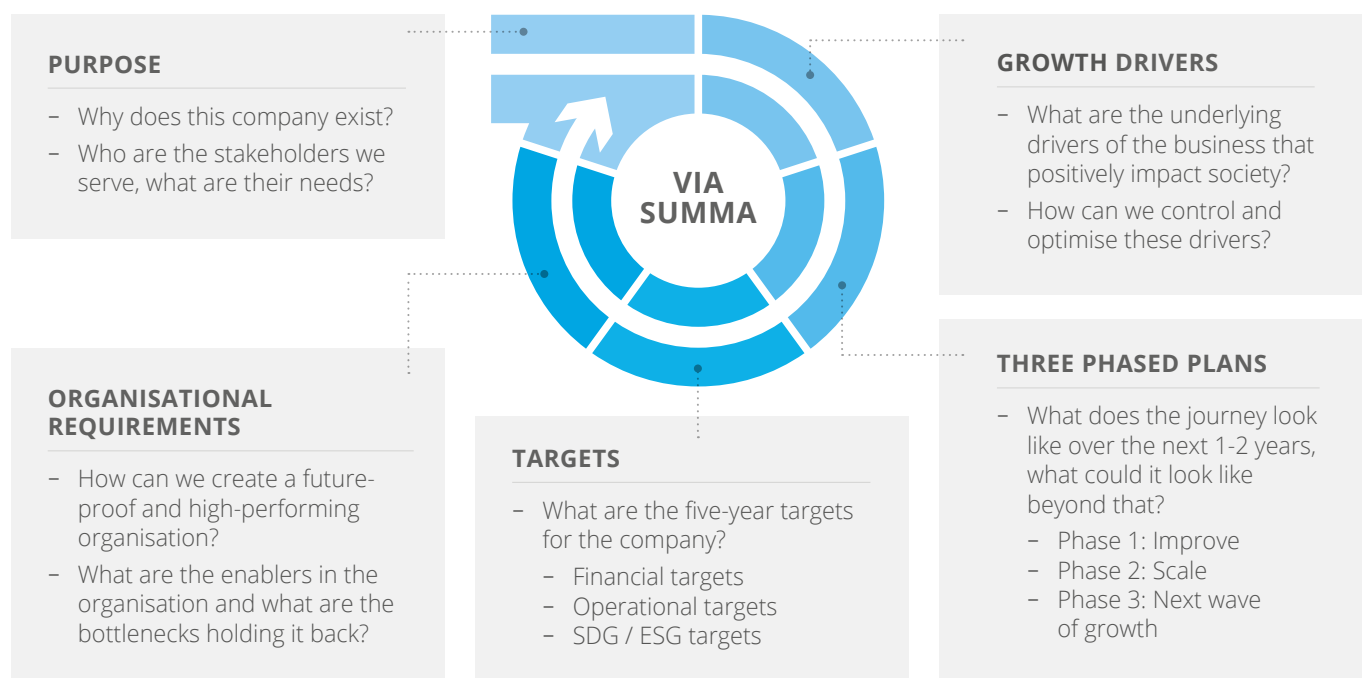 PURPOSE
– Why does this company exist?
– Who are the stakeholders we
serve, what are their needs?
VIA
SUMMA
GROWTH DRIVERS
– What are the underlying
drivers of the business that
positively impact society?
– How can we control and
optimise these drivers?
ORGANISATIONAL
REQUIREMENTS
– How can we create a future-
proof and high-performing
organisation?
– What are the enablers in the
organisation and what are the
bottlenecks holding it back?
TARGETS
– What are the five-year targets
for the company?
– Financial targets
– Operational targets
– SDG / ESG targets
THREE PHASED PLANS
– What does the journey look
like over the next 1-2 years,
what could it look like
beyond that?
– Phase 1: Improve
– Phase 2: Scale
– Phase 3: Next wave
of growth